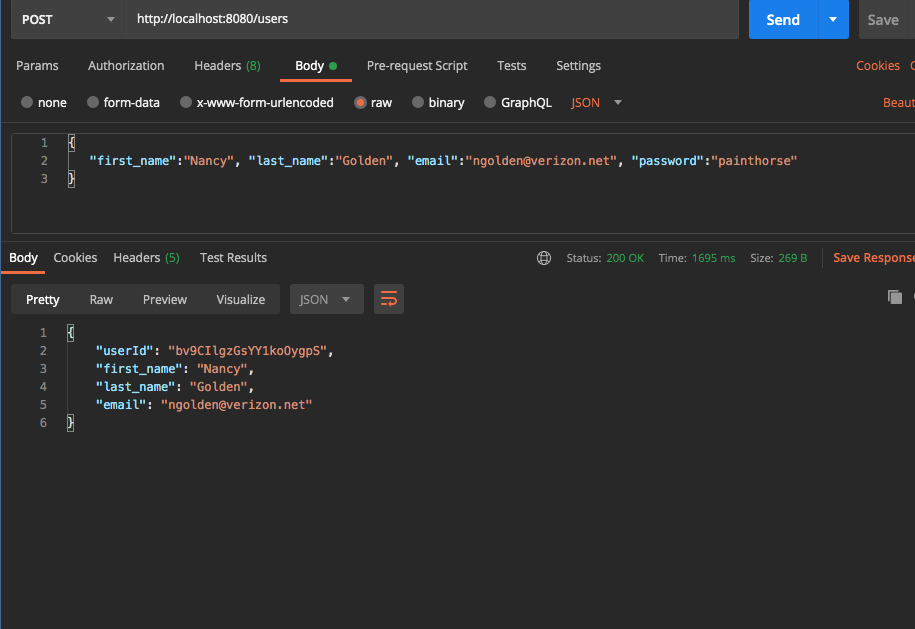 POST http://localhost:8080/users Send Save
Params Authorization Headers (8) Body Pre-request Script Tests Settings Cookies
none form-data x-www-form-urlencoded raw binary GraphQL JSON Beaut
1 {
2 "first_name":"Nancy", "last_name":"Golden", "email":"ngolden@verizon.net", "password":"painthorse"
3 }
Body Cookies Headers (5) Test Results Status: 200 OK Time: 1695 ms Size: 269 B Save Response
Pretty Raw Preview Visualize JSON
1 {
2 "userId": "bv9CIlgzGsYY1koOygpS",
3 "first_name": "Nancy",
4 "last_name": "Golden",
5 "email": "ngolden@verizon.net"
6 }